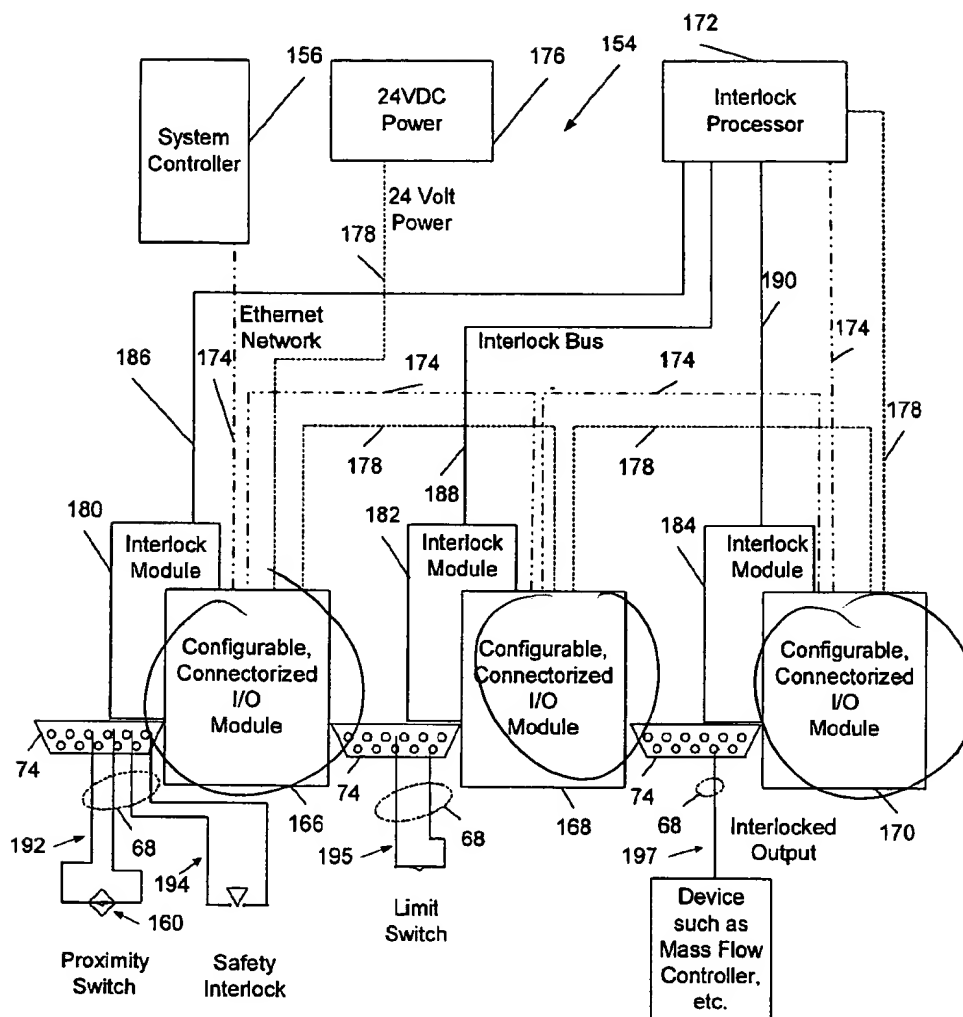 156
176
154
172
System
Controller
24VDC
Power
Interlock
Processor
24 Volt
Power
178
190
Ethernet
Network
Interlock Bus
186
174
174
174
174
178
178
178
188
180
182
184
Interlock
Module
Interlock
Module
Interlock
Module
Configurable,
Connectorized
I/O
Module
Configurable,
Connectorized
I/O
Module
Configurable,
Connectorized
I/O
Module
74
74
74
68
68
68
166
168
170
192
194
195
197
Interlocked
Output
160
Proximity
Switch
Safety
Interlock
Limit
Switch
Device
such as
Mass Flow
Controller,
etc.